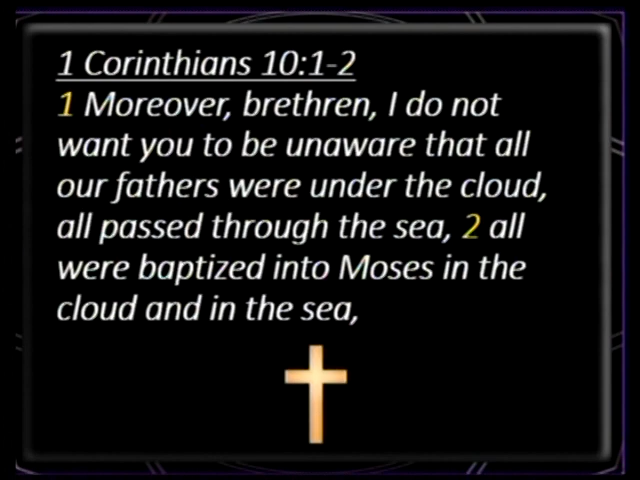 1 Corinthians 10:1-2
1 Moreover, brethren, I do not
want you to be unaware that all
our fathers were under the cloud,
all passed through the sea, 2 all
were baptized into Moses in the
cloud and in the sea,